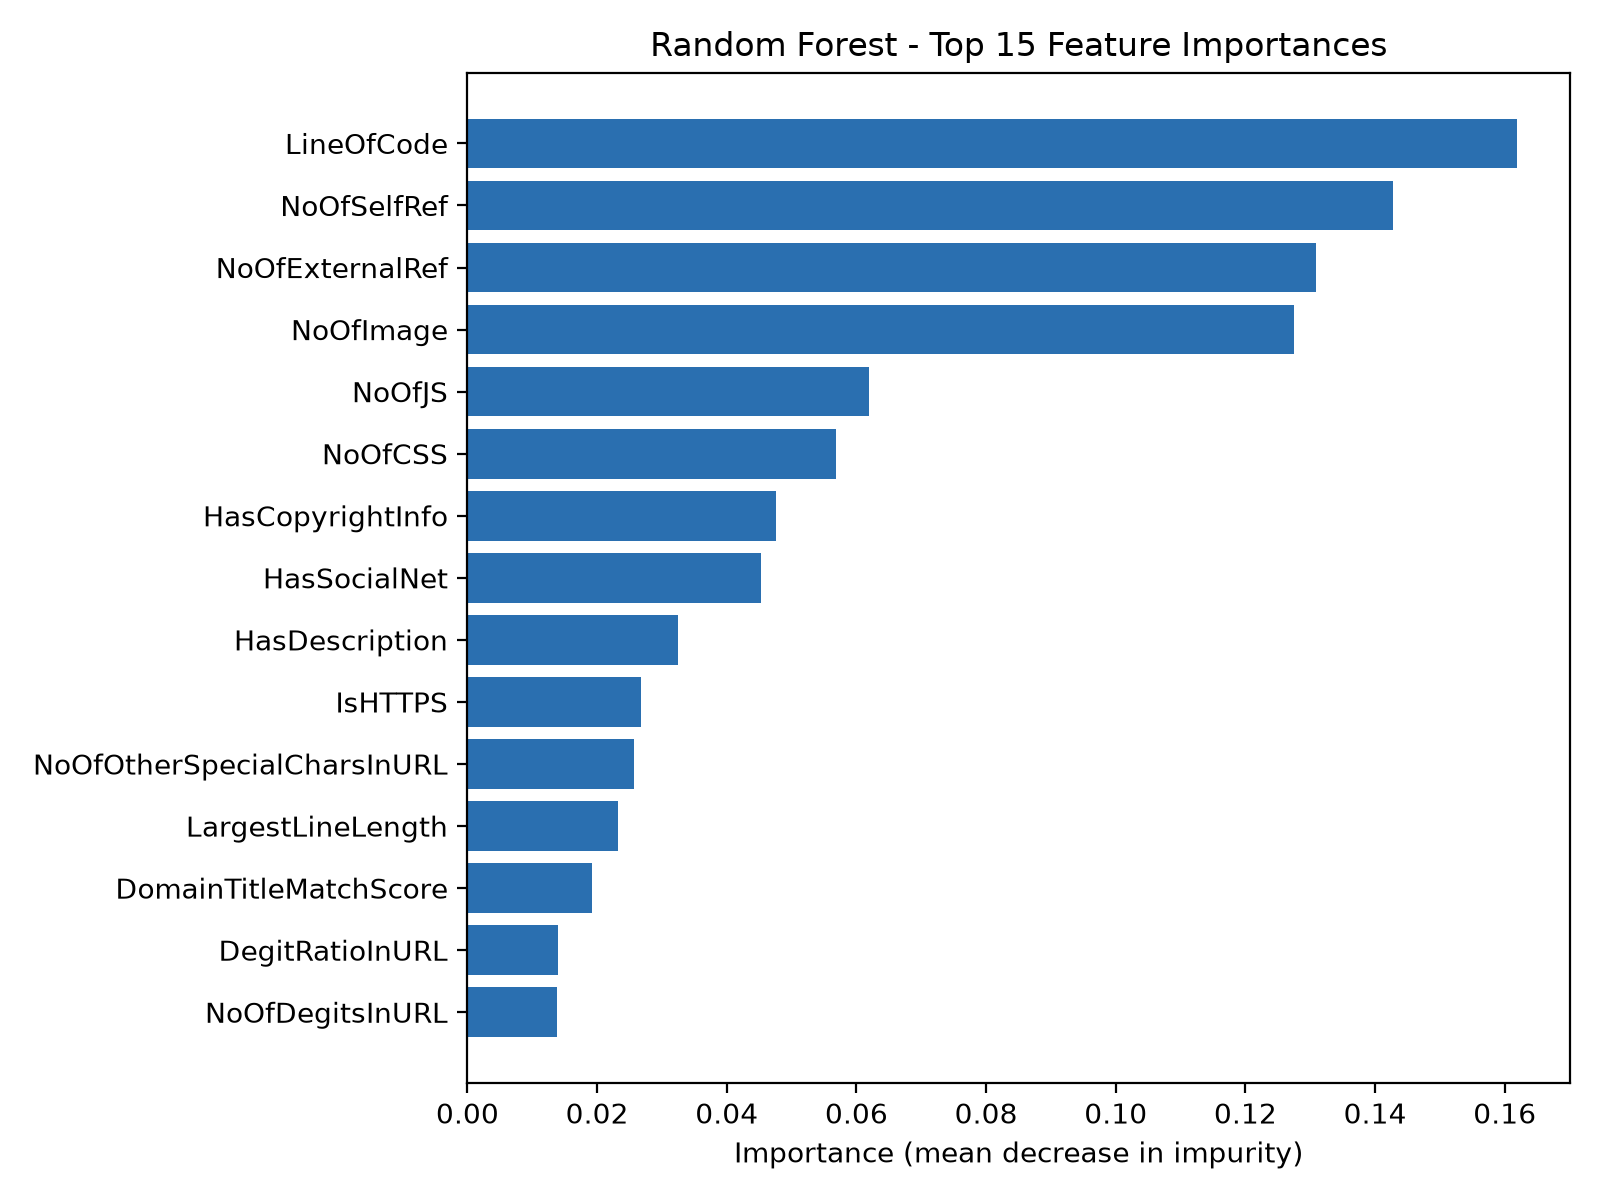 Random Forest - Top 15 Feature Importances
LineOfCode
NoOfSelfRef
NoOfExternalRef
NoOfImage
NoOfJS
NoOfCSS
HasCopyrightInfo
HasSocialNet
HasDescription
IsHTTPS
NoOfOtherSpecialCharsInURL
LargestLineLength
DomainTitleMatchScore
DegitRatioInURL
NoOfDegitsInURL
0.00 0.02 0.04 0.06 0.08 0.10 0.12 0.14 0.16
Importance (mean decrease in impurity)